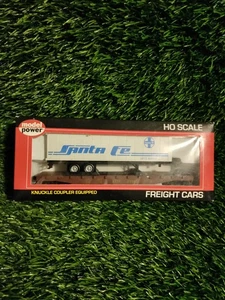 model
power
HO SCALE
Santa Fe
KNUCKLE COUPLER EQUIPPED
FREIGHT CARS